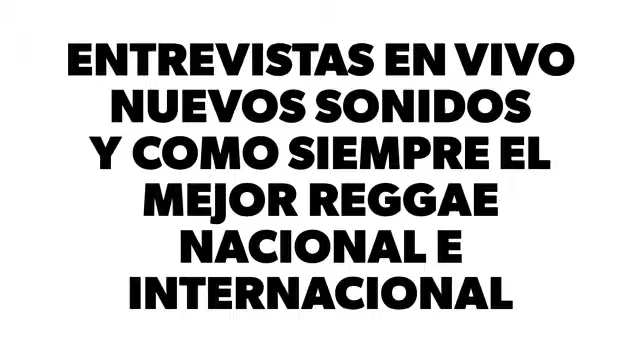 ENTREVISTAS EN VIVO
NUEVOS SONIDOS
Y COMO SIEMPRE EL
MEJOR REGGAE
NACIONAL E
INTERNACIONAL